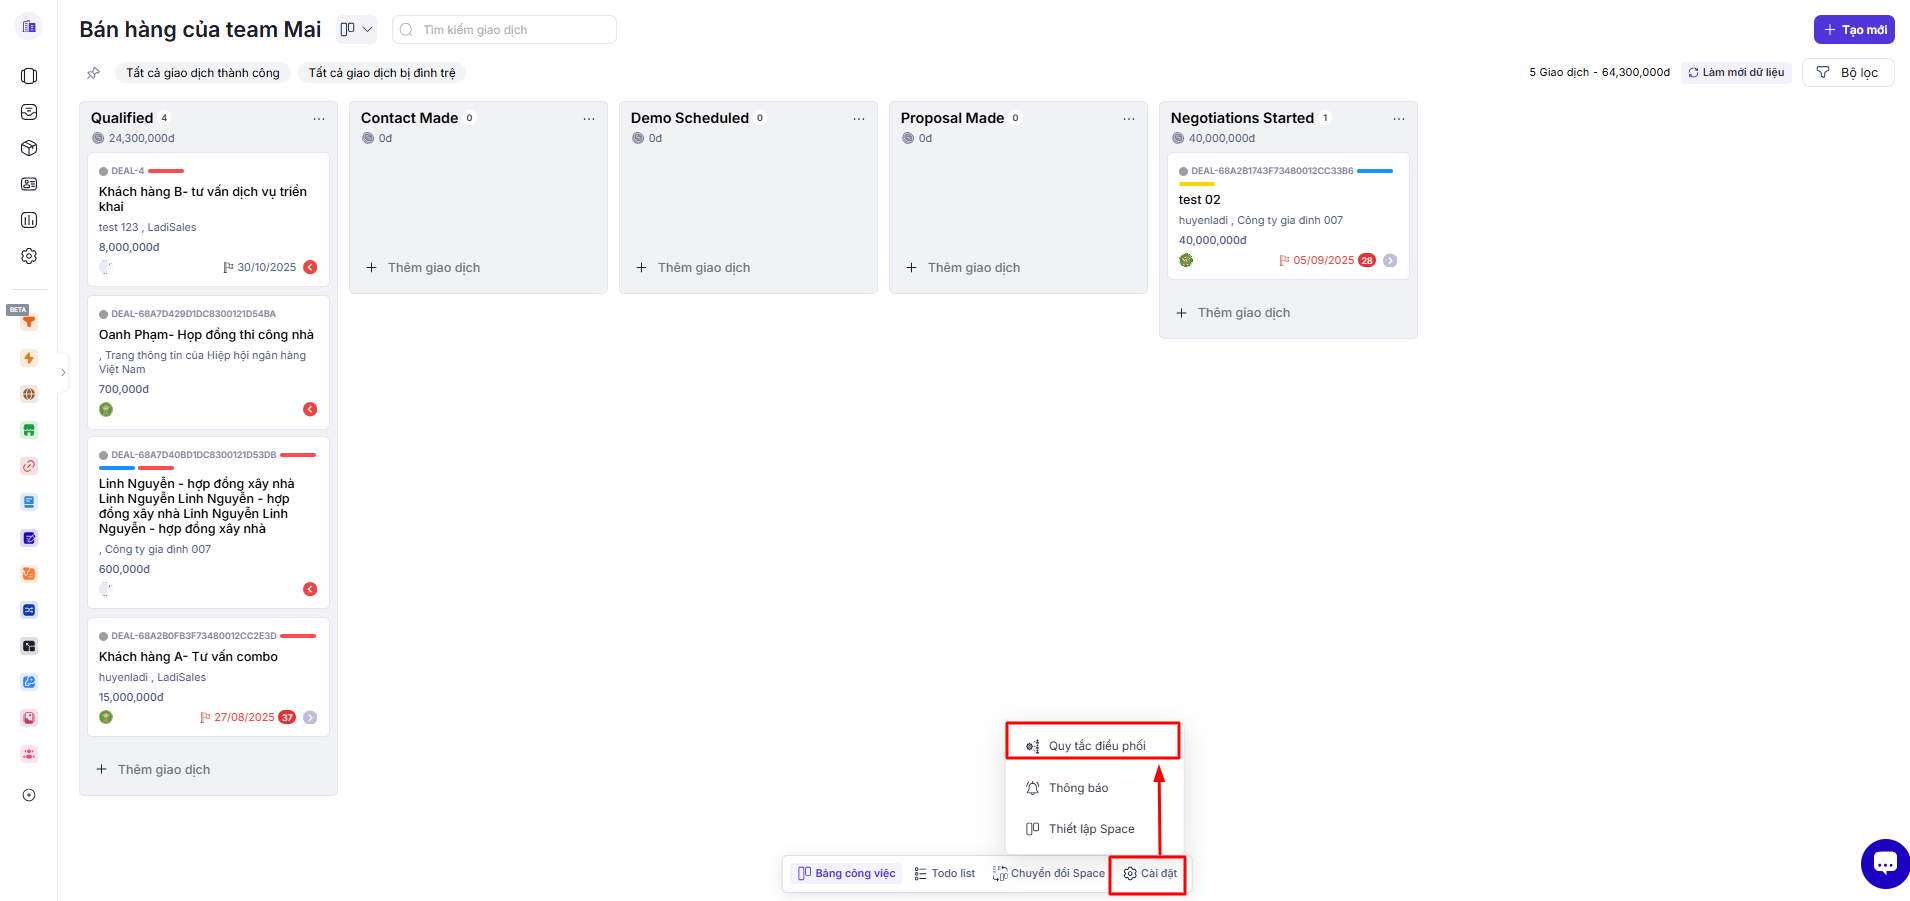 Bán hàng của team Mai
Tìm kiếm giao dịch
Tạo mới
Tất cả giao dịch thành công
Tất cả giao dịch bị đình trệ
5 Giao dịch - 64,300,000đ
Làm mới dữ liệu
Bộ lọc
Qualified 4
24,300,000đ
DEAL-4
Khách hàng B- tư vấn dịch vụ triển
khai
test 123 , LadiSales
8,000,000đ
30/10/2025
DEAL-68A7D429D1DC8300121D54BA
Oanh Phạm- Họp đồng thi công nhà
, Trang thông tin của Hiệp hội ngân hàng
Việt Nam
700,000đ
DEAL-68A7D40BD1DC8300121D53DB
Linh Nguyễn - hợp đồng xây nhà
Linh Nguyễn Linh Nguyễn - hợp
đồng xây nhà Linh Nguyễn Linh
Nguyễn - hợp đồng xây nhà
, Công ty gia đình 007
600,000đ
DEAL-68A2B0FB3F73480012CC2E3D
Khách hàng A- Tư vấn combo
huyenladi , LadiSales
15,000,000đ
27/08/2025 37
Thêm giao dịch
Contact Made 0
0đ
Thêm giao dịch
Demo Scheduled 0
0đ
Thêm giao dịch
Proposal Made 0
0đ
Thêm giao dịch
Negotiations Started 1
40,000,000đ
DEAL-68A2B1743F73480012CC33B6
test 02
huyenladi , Công ty gia đình 007
40,000,000đ
05/09/2025 28
Thêm giao dịch
BETA
Quy tắc điều phối
Thông báo
Thiết lập Space
Bảng công việc
Todo list
Chuyển đổi Space
Cài đặt